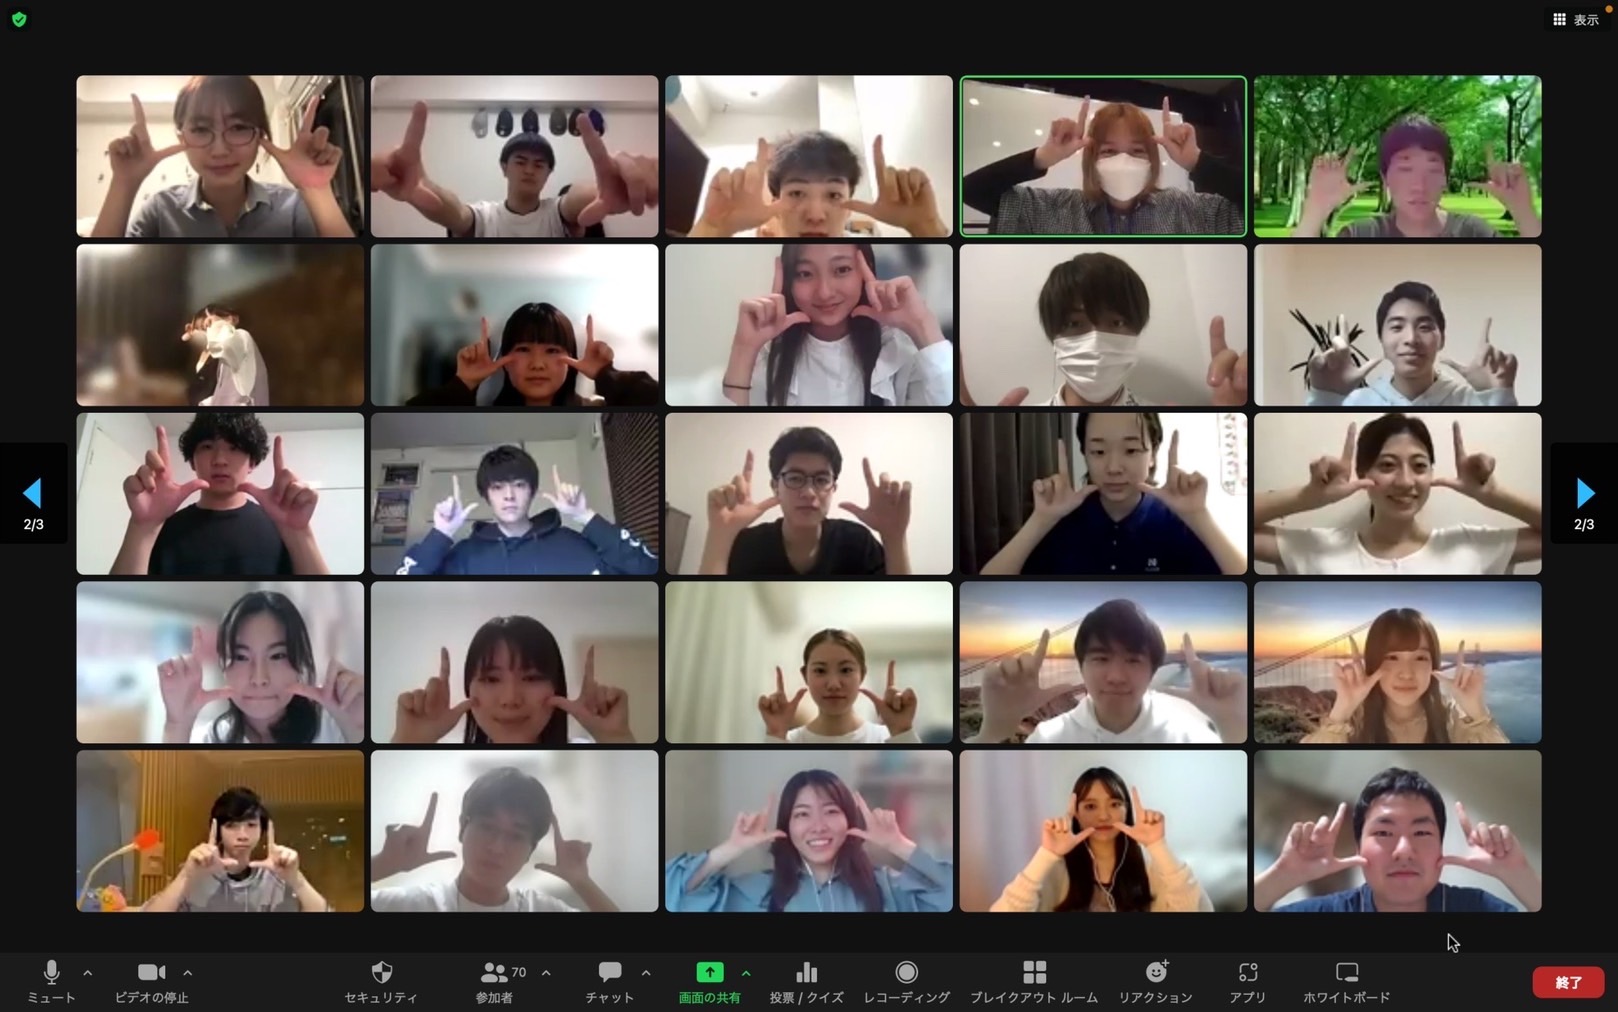 表示
2/3
2/3
ミュート
ビデオの停止
セキュリティ
70
参加者
チャット
画面の共有
投票 / クイズ
レコーディング
ブレイクアウト ルーム
リアクション
アプリ
ホワイトボード
終了